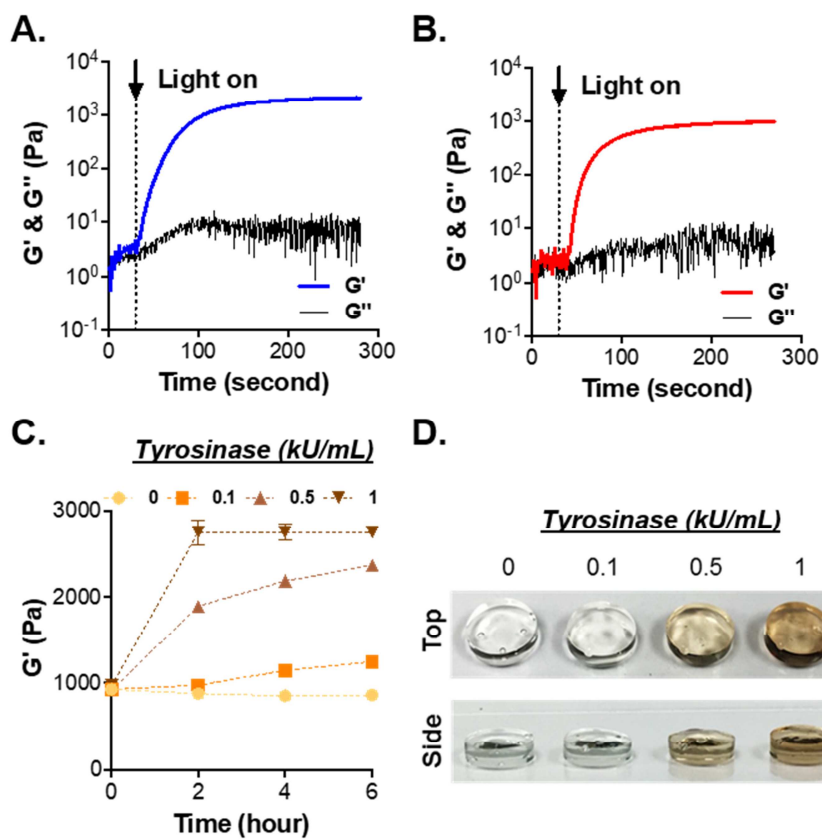 A.
Light on
10⁴
10³
10²
10¹
10⁰
10⁻¹
G' & G'' (Pa)
0 100 200 300
Time (second)
G'
G''
B.
Light on
10⁴
10³
10²
10¹
10⁰
10⁻¹
G' & G'' (Pa)
0 100 200 300
Time (second)
G'
G''
C.
Tyrosinase (kU/mL)
0 0.1 0.5 1
3000
2000
1000
0
G' (Pa)
0 2 4 6
Time (hour)
D.
Tyrosinase (kU/mL)
0 0.1 0.5 1
Top
Side